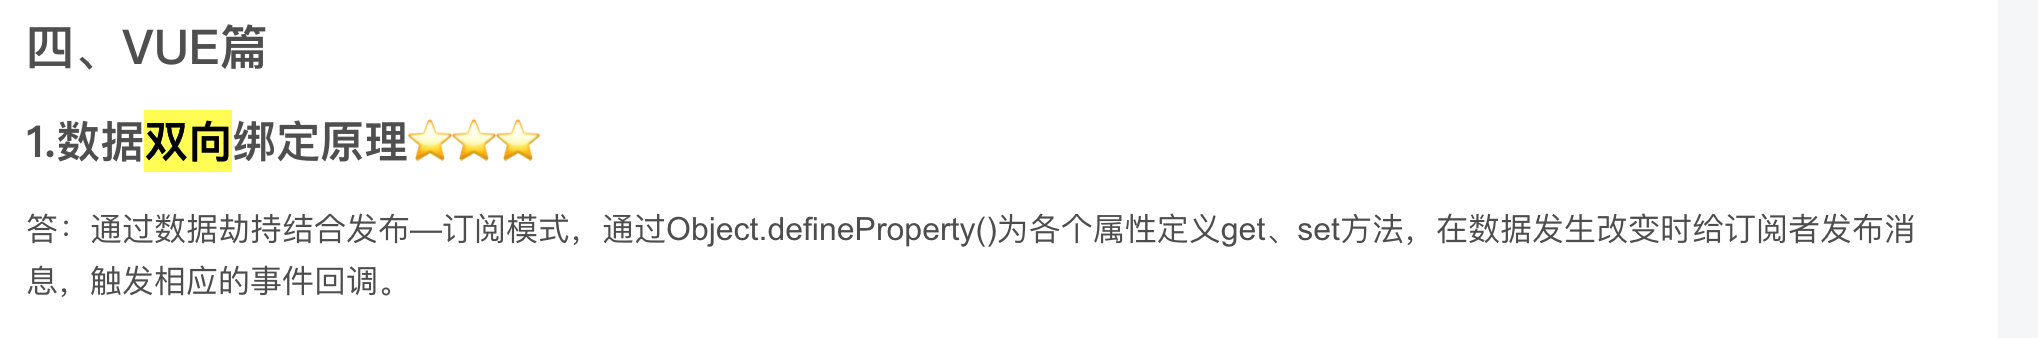 四、VUE篇
1.数据双向绑定原理⭐⭐⭐
答：通过数据劫持结合发布—订阅模式，通过Object.defineProperty()为各个属性定义get、set方法，在数据发生改变时给订阅者发布消
息，触发相应的事件回调。